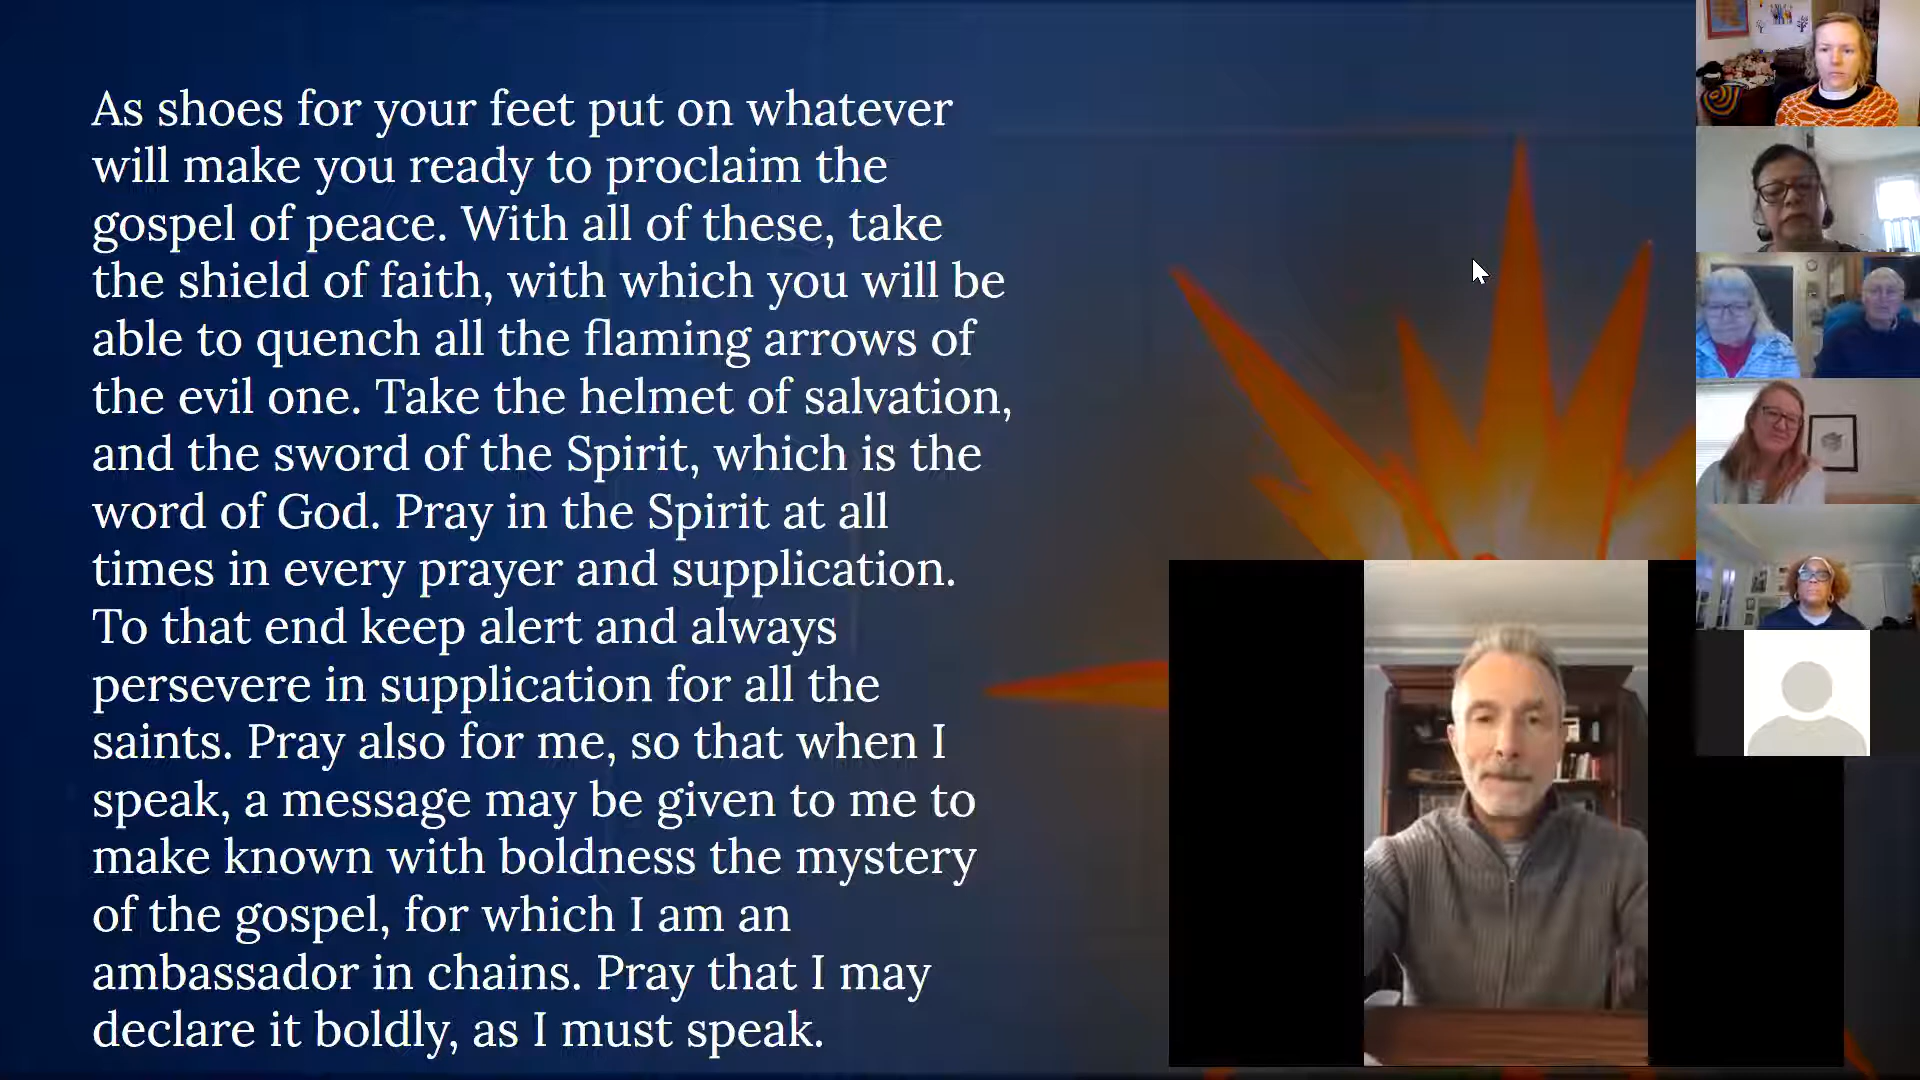 As shoes for your feet put on whatever
will make you ready to proclaim the
gospel of peace. With all of these, take
the shield of faith, with which you will be
able to quench all the flaming arrows of
the evil one. Take the helmet of salvation,
and the sword of the Spirit, which is the
word of God. Pray in the Spirit at all
times in every prayer and supplication.
To that end keep alert and always
persevere in supplication for all the
saints. Pray also for me, so that when I
speak, a message may be given to me to
make known with boldness the mystery
of the gospel, for which I am an
ambassador in chains. Pray that I may
declare it boldly, as I must speak.